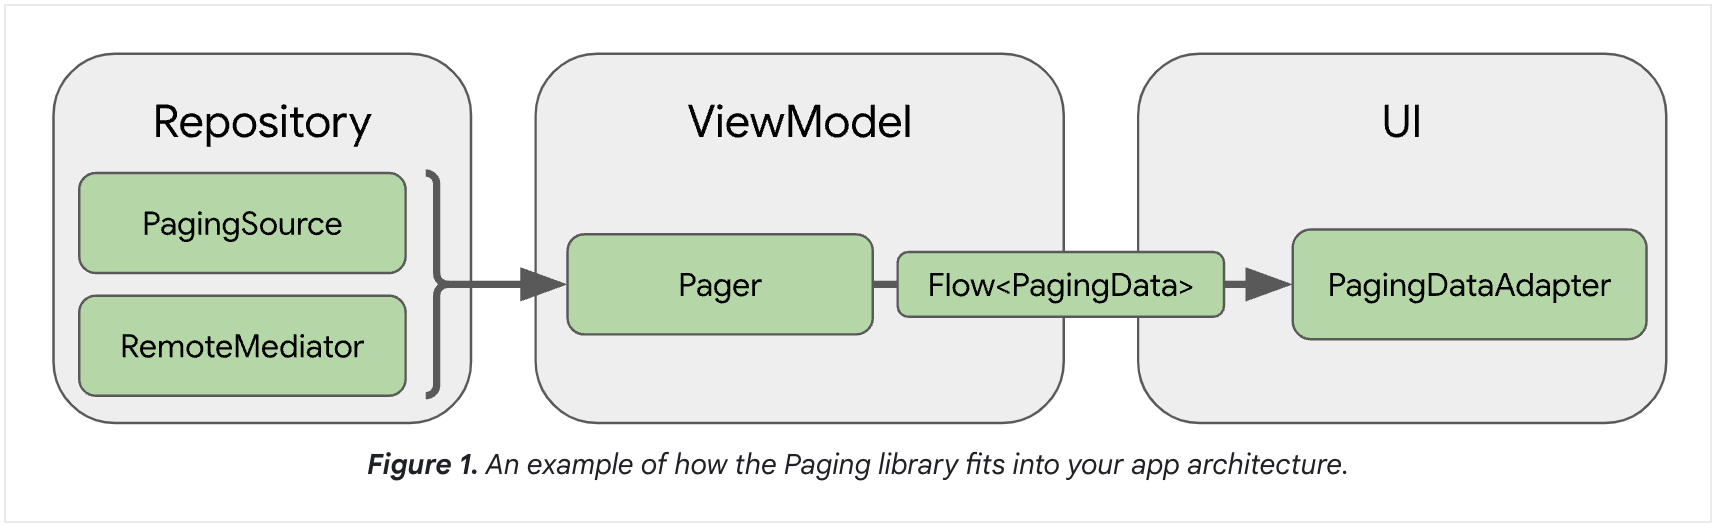 Repository
PagingSource
RemoteMediator
ViewModel
Pager
Flow<PagingData>
UI
PagingDataAdapter
Figure 1. An example of how the Paging library fits into your app architecture.